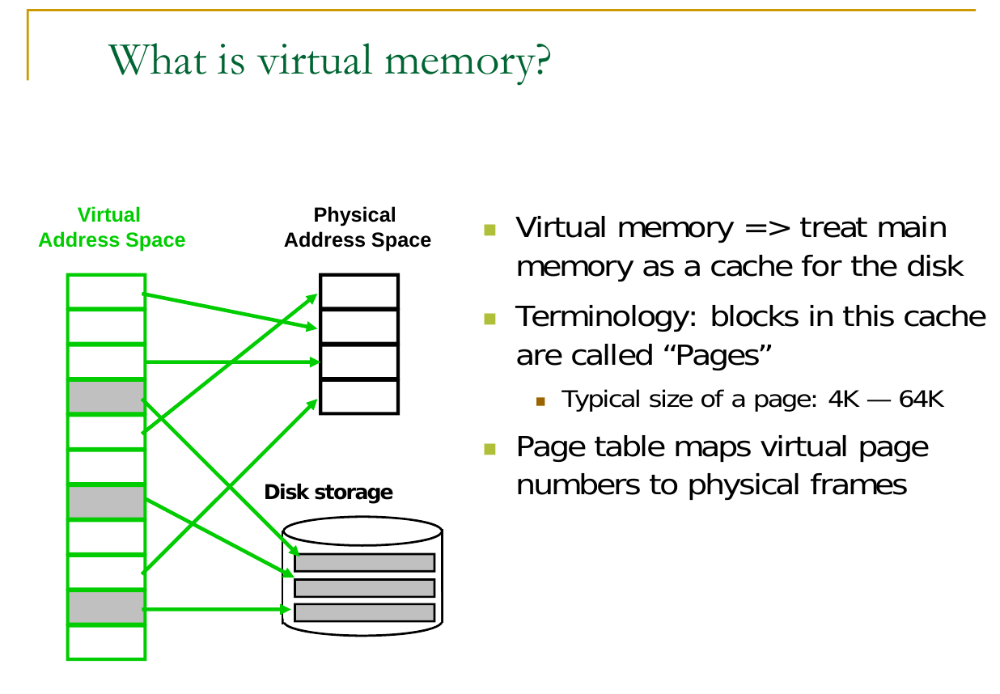 What is virtual memory?
Virtual
Address Space
Physical
Address Space
Disk storage
Virtual memory => treat main
memory as a cache for the disk
Terminology: blocks in this cache
are called “Pages”
Typical size of a page: 4K — 64K
Page table maps virtual page
numbers to physical frames